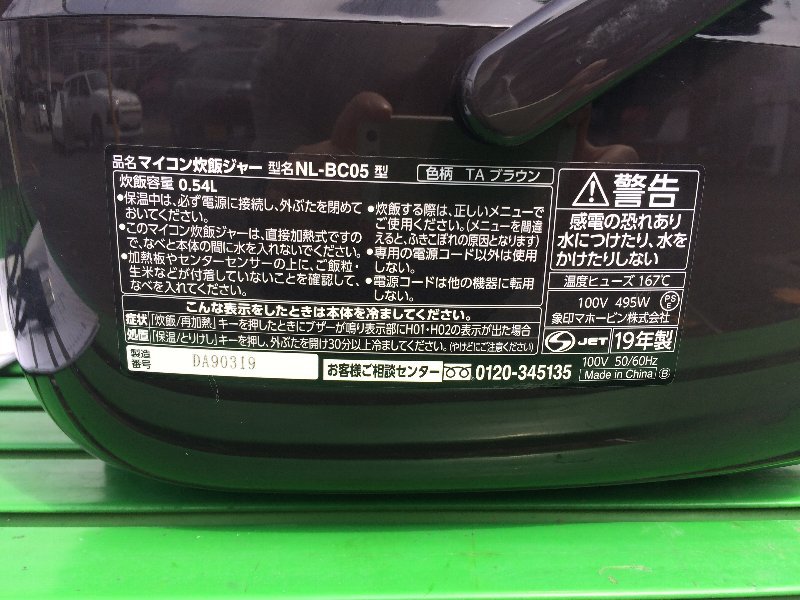 品名 マイコン炊飯ジャー 型名 NL-BC05 型 色柄 TA ブラウン
炊飯容量 0.54L
●保温中は、必ず電源に接続し、外ぶたを閉めて
おいてください。
●このマイコン炊飯ジャーは、直接加熱式ですの
で、なべと本体の間に水を入れないでください。
●加熱板やセンターセンサーの上に、ご飯粒・
生米などが付着していないことを確認して、
なべを入れてください。
●炊飯する際は、正しいメニューで
ご使用ください。(メニューを間違
えると、ふきこぼれの原因となります)
●専用の電源コード以外は使用
しない。
●電源コードは他の機器に転用
しない。
こんな表示をしたときは本体を冷ましてください。
症状 「炊飯/再加熱」キーを押したときにブザーが鳴り表示部にH01・H02の表示が出た場合
処置 「保温/とりけし」キーを押し、外ぶたを開け30分以上冷ましてください。(やけどにご注意ください)
製造
番号 DA90319
お客様ご相談センター 0120-345135
警告
感電の恐れあり
水につけたり、水を
かけたりしない
温度ヒューズ 167℃
100V 495W PSE
象印マホービン株式会社
S JET 19年製
100V 50/60Hz
Made in China B